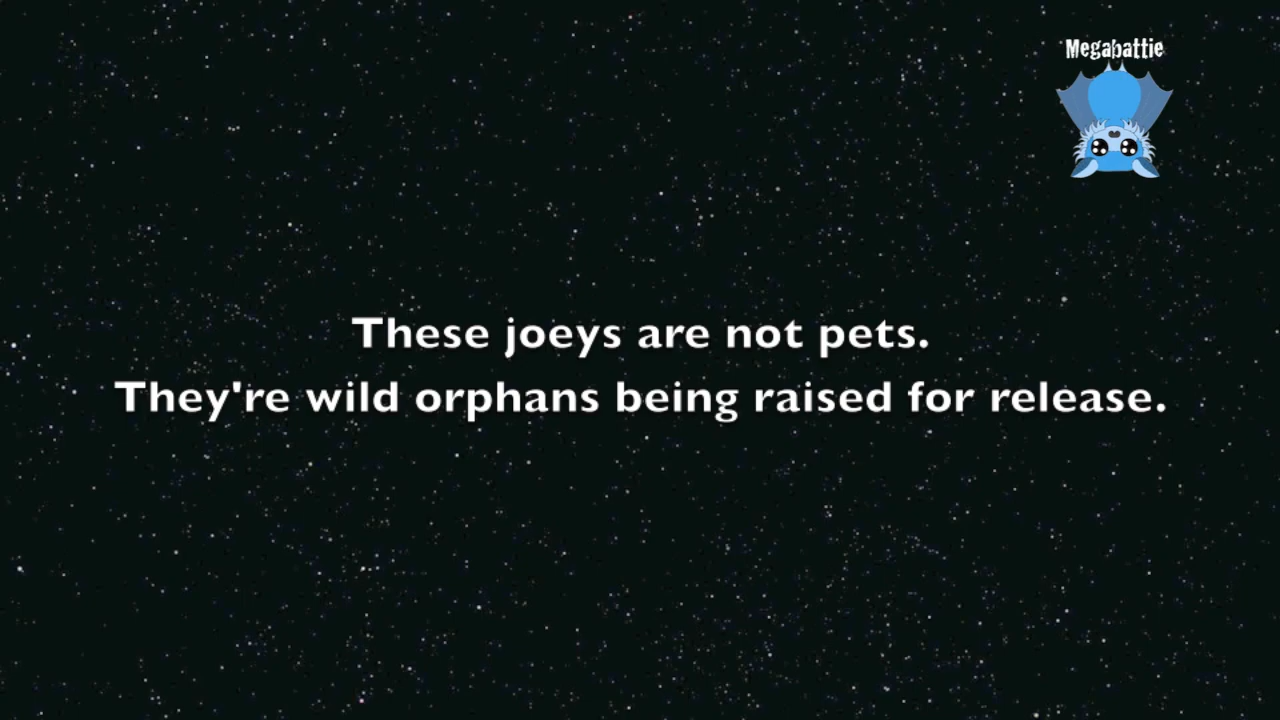 Megabattie
These joeys are not pets.
They're wild orphans being raised for release.